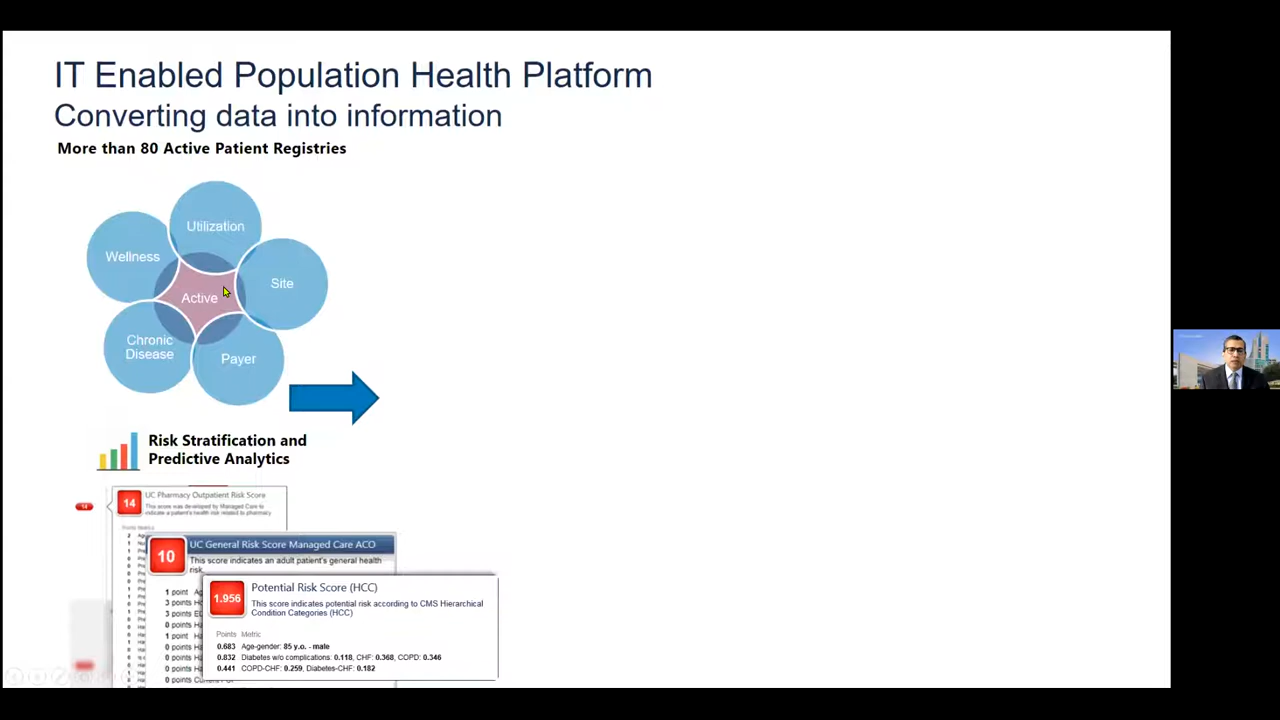 IT Enabled Population Health Platform
Converting data into information
More than 80 Active Patient Registries
Utilization
Wellness
Site
Active
Chronic
Disease
Payer
Risk Stratification and
Predictive Analytics
14
14
UC Pharmacy Outpatient Risk Score
This score was developed by Managed Care to
indicate a patient's health risk related to pharmacy
10
UC General Risk Score Managed Care ACO
This score indicates an adult patient's general health
risk.
1 point
3 points
3 points
0 points
1 point
0 points
0 points
0 points
0 points
1.956
Potential Risk Score (HCC)
This score indicates potential risk according to CMS Hierarchical
Condition Categories (HCC)
Points Metric
0.683 Age-gender: 85 y.o. - male
0.832 Diabetes w/o complications: 0.118, CHF: 0.368, COPD: 0.346
0.441 COPD-CHF: 0.259, Diabetes-CHF: 0.182